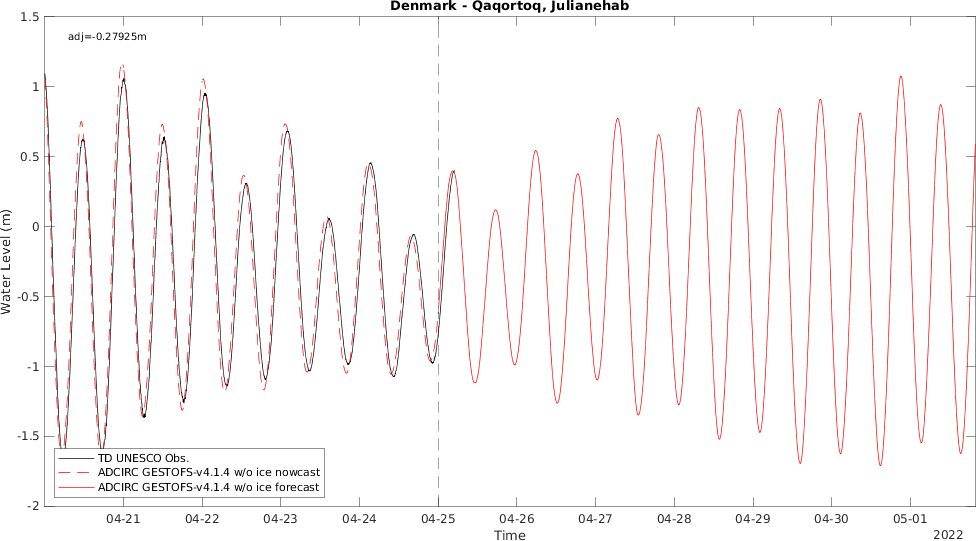 Denmark - Qaqortoq, Julianehab
adj=-0.27925m
1.5
1
0.5
0
-0.5
-1
-1.5
-2
Water Level (m)
TD UNESCO Obs.
ADCIRC GESTOFS-v4.1.4 w/o ice nowcast
ADCIRC GESTOFS-v4.1.4 w/o ice forecast
04-21 04-22 04-23 04-24 04-25 04-26 04-27 04-28 04-29 04-30 05-01
Time
2022